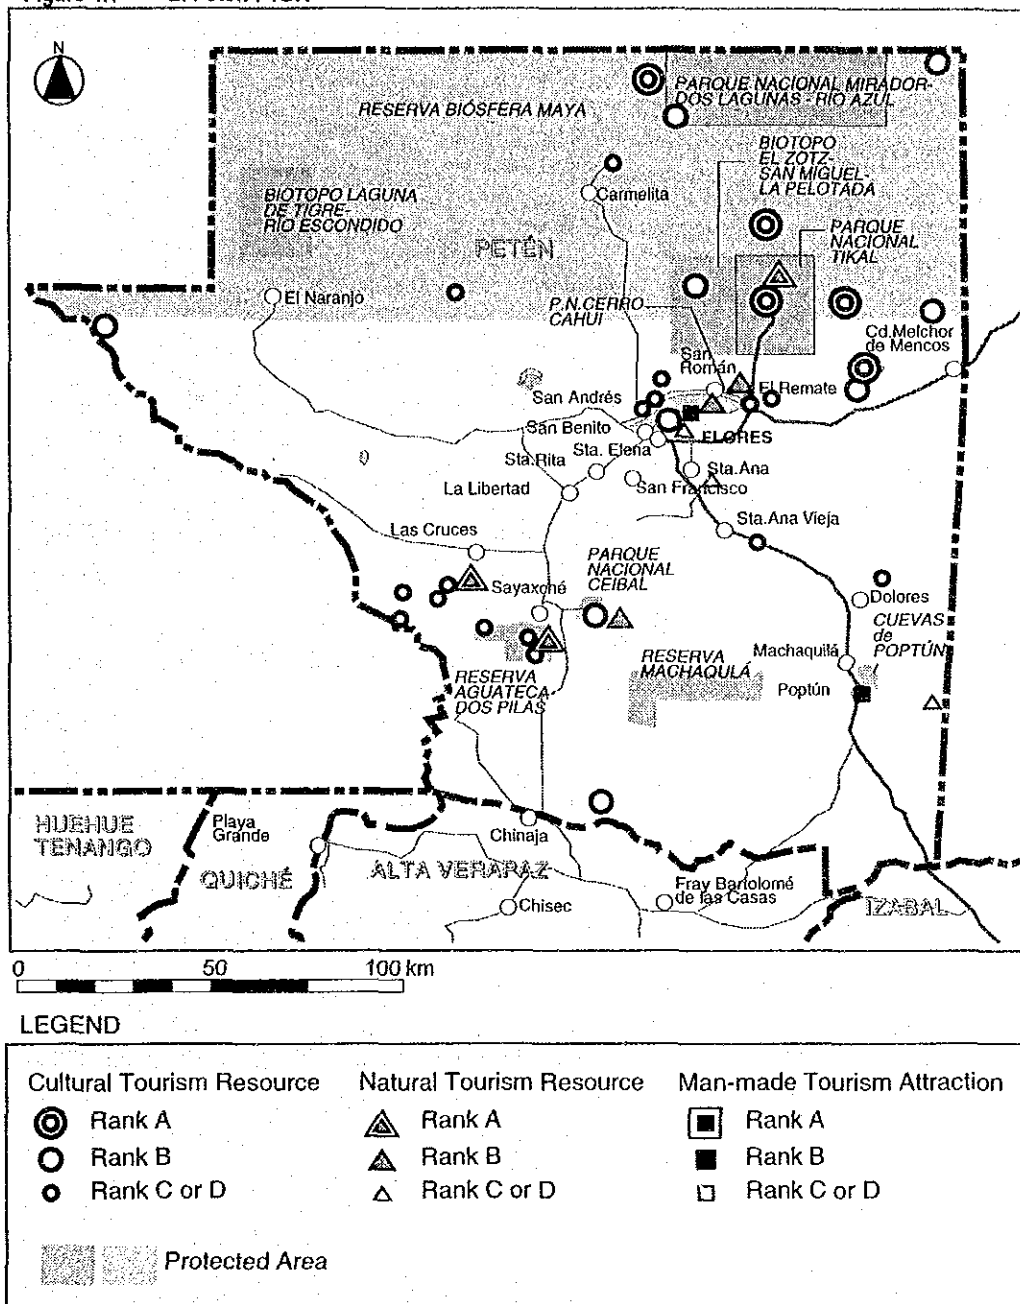 N
RESERVA BIÓSFERA MAYA
PARQUE NACIONAL MIRADOR-
DOS LAGUNAS - RÍO AZUL
BIOTOPO
EL ZOTZ-
SAN MIGUEL-
LA PELOTADA
Carmelita
BIOTOPO LAGUNA
DE TIGRE-
RÍO ESCONDIDO
PETÉN
PARQUE
NACIONAL
TIKAL
El Naranjo
P.N.CERRO
CAHUI
Cd.Melchor
de Mencos
San
Román
San Andrés
El Remate
San Benito
FLORES
Sta. Elena
Sta.Rita
Sta.Ana
La Libertad
San Francisco
Las Cruces
Sta.Ana Vieja
PARQUE
NACIONAL
CEIBAL
Sayaxché
Dolores
CUEVAS
de
POPTÚN
Machaquilá
RESERVA
MACHAQULÁ
RESERVA
AGUATECA
DOS PILAS
Poptún
HUEHUE
TENANGO
Playa
Grande
Chinaja
QUICHÉ
ALTA VERAPAZ
Fray Bartolomé
de las Casas
Chisec
IZABAL
0 50 100 km
LEGEND
Cultural Tourism Resource
Rank A
Rank B
Rank C or D
Natural Tourism Resource
Rank A
Rank B
Rank C or D
Man-made Tourism Attraction
Rank A
Rank B
Rank C or D
Protected Area